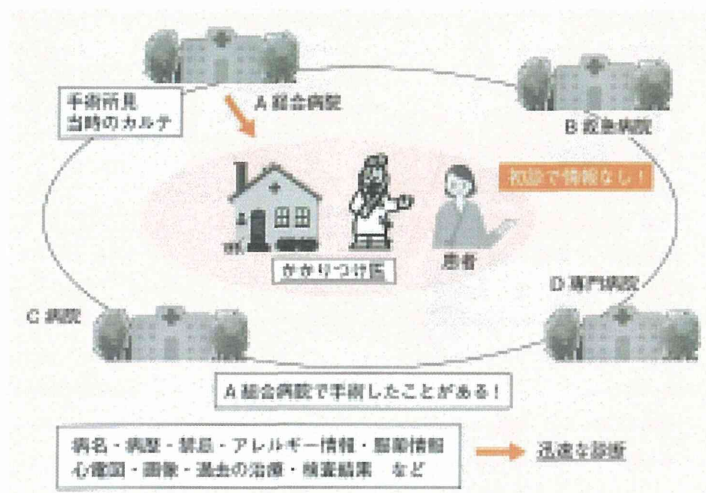 手術所見
当時のカルテ
A 総合病院
B 救急病院
初診で情報なし！
かかりつけ医
患者
C 病院
D 専門病院
A 総合病院で手術したことがある！
病名・病歴・禁忌・アレルギー情報・服薬情報
心電図・画像・過去の治療・検査結果　など
迅速な診断